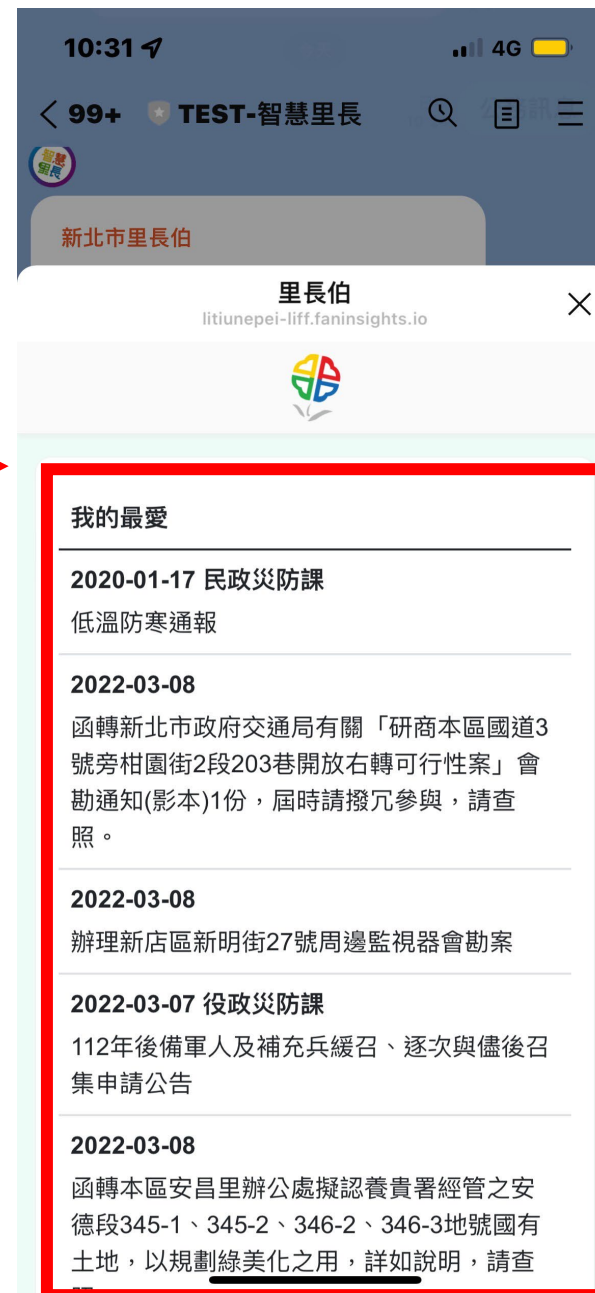 10:31
4G
99+ TEST-智慧里長
智慧
里長
新北市里長伯
里長伯
litiunepei-liff.faninsights.io
我的最愛
2020-01-17 民政災防課
低溫防寒通報
2022-03-08
函轉新北市政府交通局有關「研商本區國道3
號旁柑園街2段203巷開放右轉可行性案」會
勘通知(影本)1份，屆時請撥冗參與，請查
照。
2022-03-08
辦理新店區新明街27號周邊監視器會勘案
2022-03-07 役政災防課
112年後備軍人及補充兵緩召、逐次與儘後召
集申請公告
2022-03-08
函轉本區安昌里辦公處擬認養貴署經管之安
德段345-1、345-2、346-2、346-3地號國有
土地，以規劃綠美化之用，詳如說明，請查